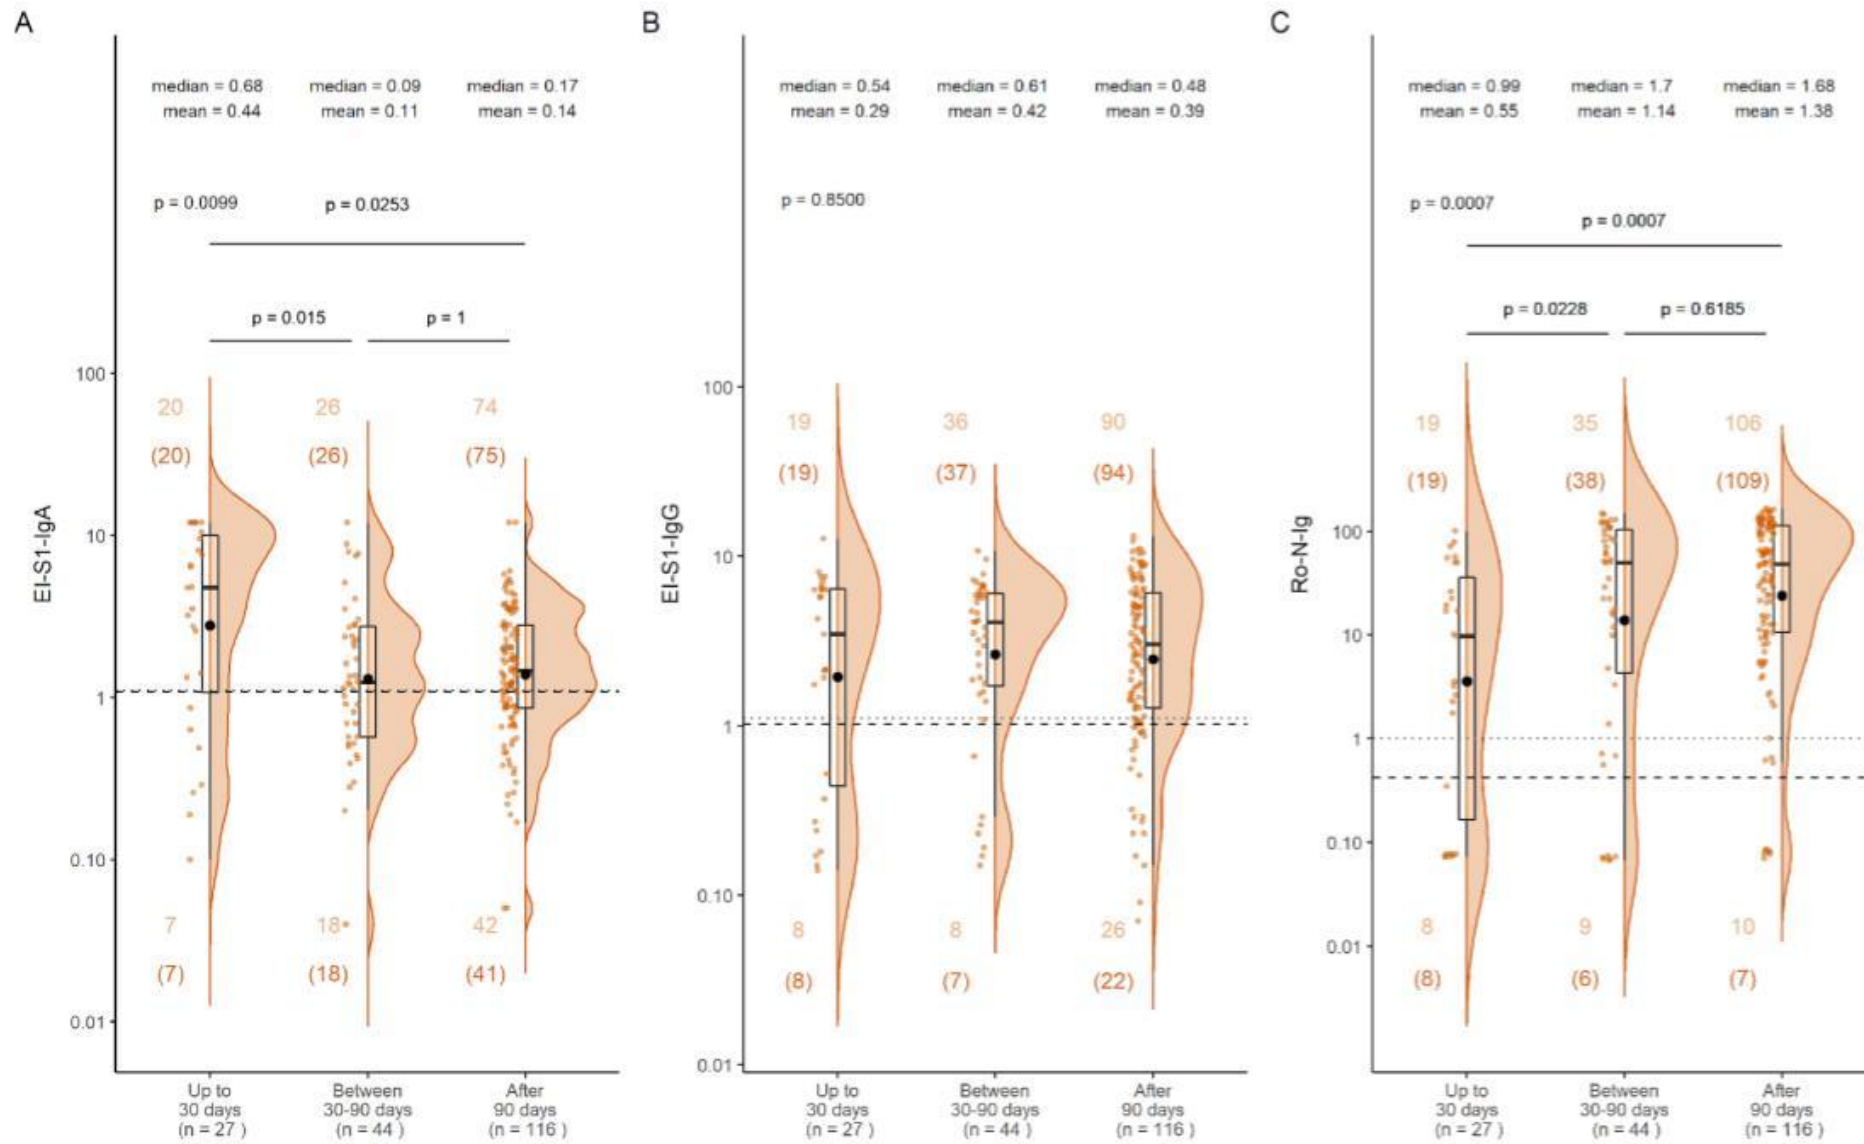 A
median = 0.68 median = 0.09 median = 0.17
mean = 0.44 mean = 0.11 mean = 0.14
p = 0.0099 p = 0.0253
p = 0.015 p = 1
100
10
1
0.10
0.01
EI-S1-IgA
20 26 74
(20) (26) (75)
7 18 42
(7) (18) (41)
Up to Between After
30 days 30-90 days 90 days
(n = 27 ) (n = 44 ) (n = 116 )
B
median = 0.54 median = 0.61 median = 0.48
mean = 0.29 mean = 0.42 mean = 0.39
p = 0.8500
100
10
1
0.10
0.01
EI-S1-IgG
19 36 90
(19) (37) (94)
8 8 26
(8) (7) (22)
Up to Between After
30 days 30-90 days 90 days
(n = 27 ) (n = 44 ) (n = 116 )
C
median = 0.99 median = 1.7 median = 1.68
mean = 0.55 mean = 1.14 mean = 1.38
p = 0.0007
p = 0.0007
p = 0.0228 p = 0.6185
100
10
1
0.10
0.01
Ro-N-Ig
19 35 106
(19) (38) (109)
8 9 10
(8) (6) (7)
Up to Between After
30 days 30-90 days 90 days
(n = 27 ) (n = 44 ) (n = 116 )